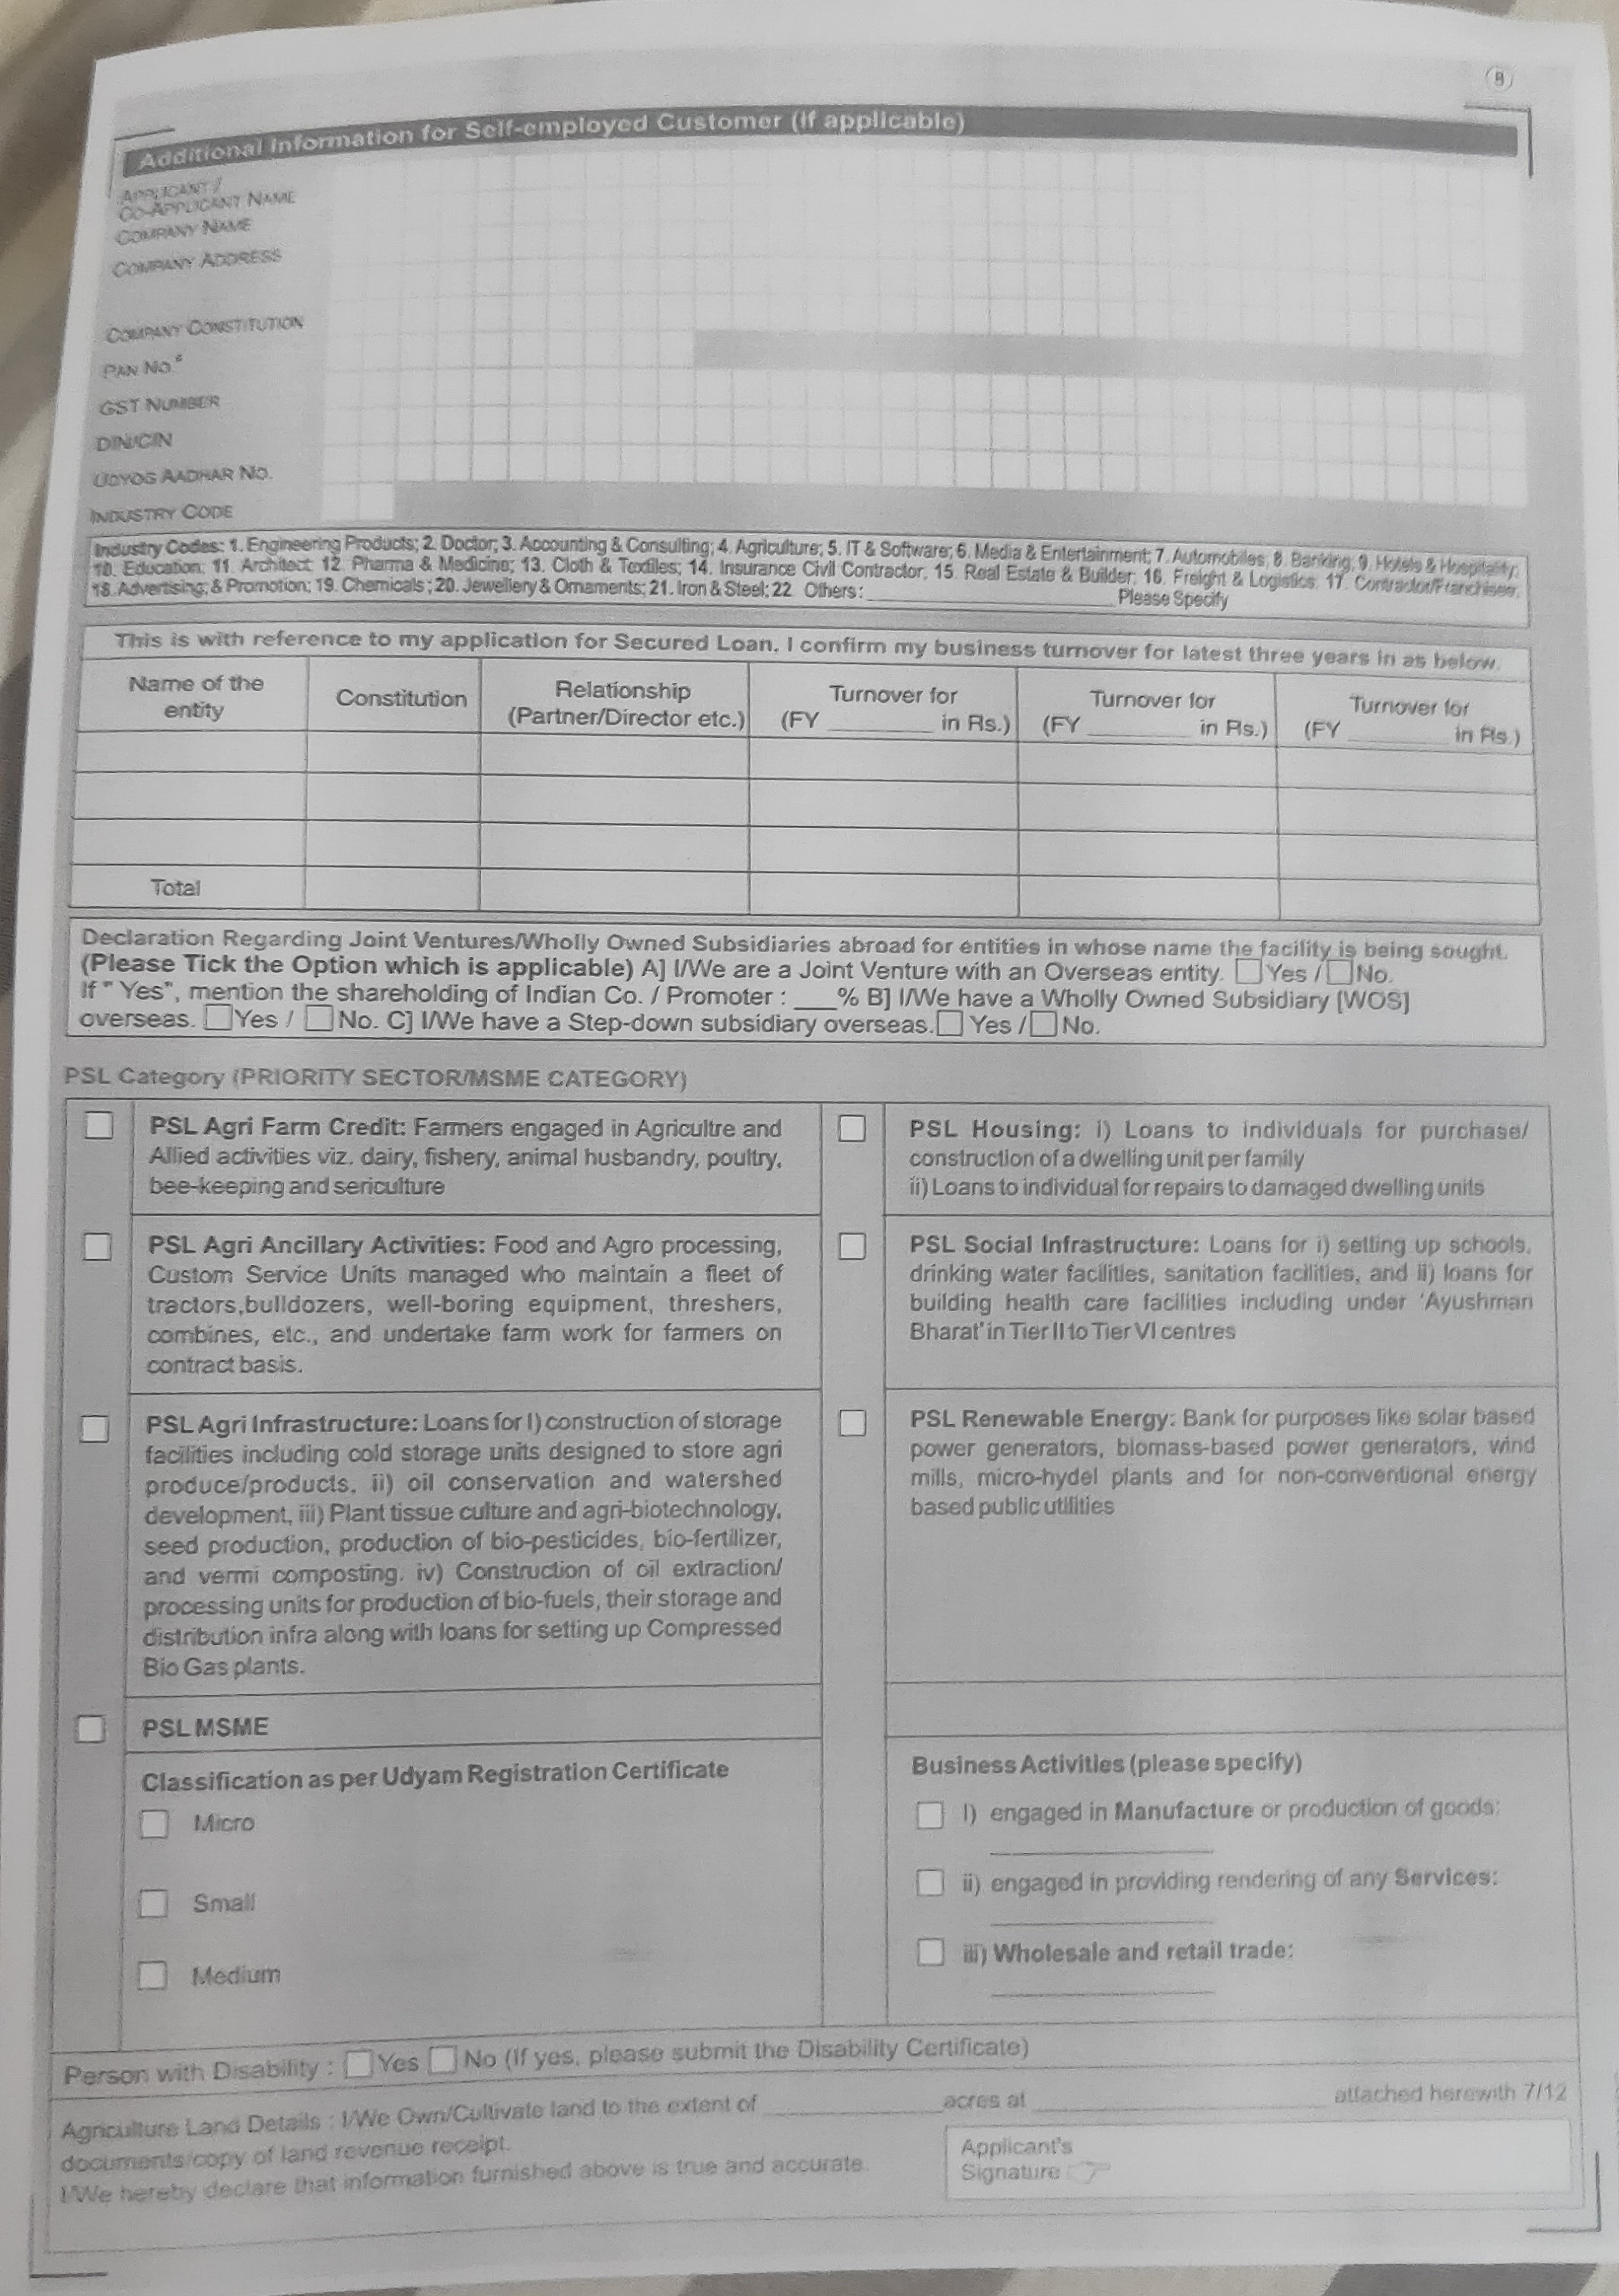 8
Additional Information for Self-employed Customer (If applicable)
APPLICANT /
CO-APPLICANT NAME
COMPANY NAME
COMPANY ADDRESS
COMPANY CONSTITUTION
PAN NO.
GST NUMBER
DIN/CIN
UDYOG AADHAR NO.
INDUSTRY CODE
Industry Codes: 1. Engineering Products; 2. Doctor; 3. Accounting & Consulting; 4. Agriculture; 5. IT & Software; 6. Media & Entertainment; 7. Automobiles; 8. Banking; 9. Hotels & Hospitality;
10. Education; 11. Architect; 12. Pharma & Medicine; 13. Cloth & Textiles; 14. Insurance Civil Contractor; 15. Real Estate & Builder; 16. Freight & Logistics; 17. Contractor/Franchisee;
18. Advertising; & Promotion; 19. Chemicals; 20. Jewellery & Ornaments; 21. Iron & Steel; 22 Others: ____________ Please Specify
This is with reference to my application for Secured Loan. I confirm my business turnover for latest three years in as below.
Name of the entity Constitution Relationship (Partner/Director etc.) Turnover for (FY ________ in Rs.) Turnover for (FY ________ in Rs.) Turnover for (FY ________ in Rs.)
Total
Declaration Regarding Joint Ventures/Wholly Owned Subsidiaries abroad for entities in whose name the facility is being sought.
(Please Tick the Option which is applicable) A] I/We are a Joint Venture with an Overseas entity. ☐ Yes / ☐ No.
If " Yes", mention the shareholding of Indian Co. / Promoter : ___% B] I/We have a Wholly Owned Subsidiary [WOS]
overseas. ☐ Yes / ☐ No. C] I/We have a Step-down subsidiary overseas. ☐ Yes / ☐ No.
PSL Category (PRIORITY SECTOR/MSME CATEGORY)
☐ PSL Agri Farm Credit: Farmers engaged in Agricultre and
Allied activities viz. dairy, fishery, animal husbandry, poultry,
bee-keeping and sericulture
☐ PSL Housing: i) Loans to individuals for purchase/
construction of a dwelling unit per family
ii) Loans to individual for repairs to damaged dwelling units
☐ PSL Agri Ancillary Activities: Food and Agro processing,
Custom Service Units managed who maintain a fleet of
tractors,bulldozers, well-boring equipment, threshers,
combines, etc., and undertake farm work for farmers on
contract basis.
☐ PSL Social Infrastructure: Loans for i) setting up schools,
drinking water facilities, sanitation facilities, and ii) loans for
building health care facilities including under 'Ayushman
Bharat' in Tier II to Tier VI centres
☐ PSL Agri Infrastructure: Loans for I) construction of storage
facilities including cold storage units designed to store agri
produce/products, ii) oil conservation and watershed
development, iii) Plant tissue culture and agri-biotechnology,
seed production, production of bio-pesticides, bio-fertilizer,
and vermi composting. iv) Construction of oil extraction/
processing units for production of bio-fuels, their storage and
distribution infra along with loans for setting up Compressed
Bio Gas plants.
☐ PSL Renewable Energy: Bank for purposes like solar based
power generators, biomass-based power generators, wind
mills, micro-hydel plants and for non-conventional energy
based public utilities
☐ PSL MSME
Classification as per Udyam Registration Certificate
☐ Micro
☐ Small
☐ Medium
Business Activities (please specify)
☐ I) engaged in Manufacture or production of goods:
☐ ii) engaged in providing rendering of any Services:
☐ iii) Wholesale and retail trade:
Person with Disability : ☐ Yes ☐ No (If yes, please submit the Disability Certificate)
Agriculture Land Details : I/We Own/Cultivate land to the extent of ____________ acres at ____________ attached herewith 7/12
documents/copy of land revenue receipt.
I/We hereby declare that information furnished above is true and accurate.
Applicant's
Signature